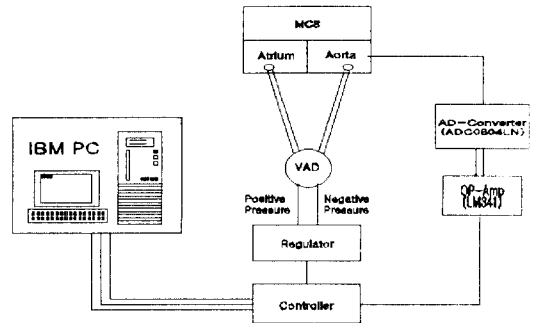 MCS
Atrium Aorta
AD-Converter
(ADC0804LN)
IBM PC
VAD
OP-Amp
(LM341)
Positive
Pressure
Negative
Pressure
Regulator
Controller